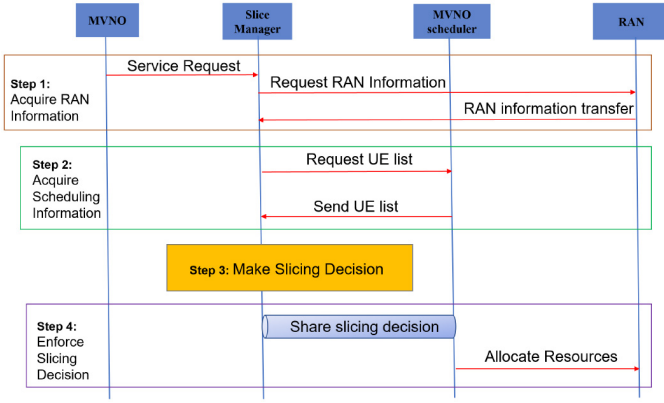 MVNO
Slice
Manager
MVNO
scheduler
RAN
Step 1:
Acquire RAN
Information
Service Request
Request RAN Information
RAN information transfer
Step 2:
Acquire
Scheduling
Information
Request UE list
Send UE list
Step 3: Make Slicing Decision
Step 4:
Enforce
Slicing
Decision
Share slicing decision
Allocate Resources